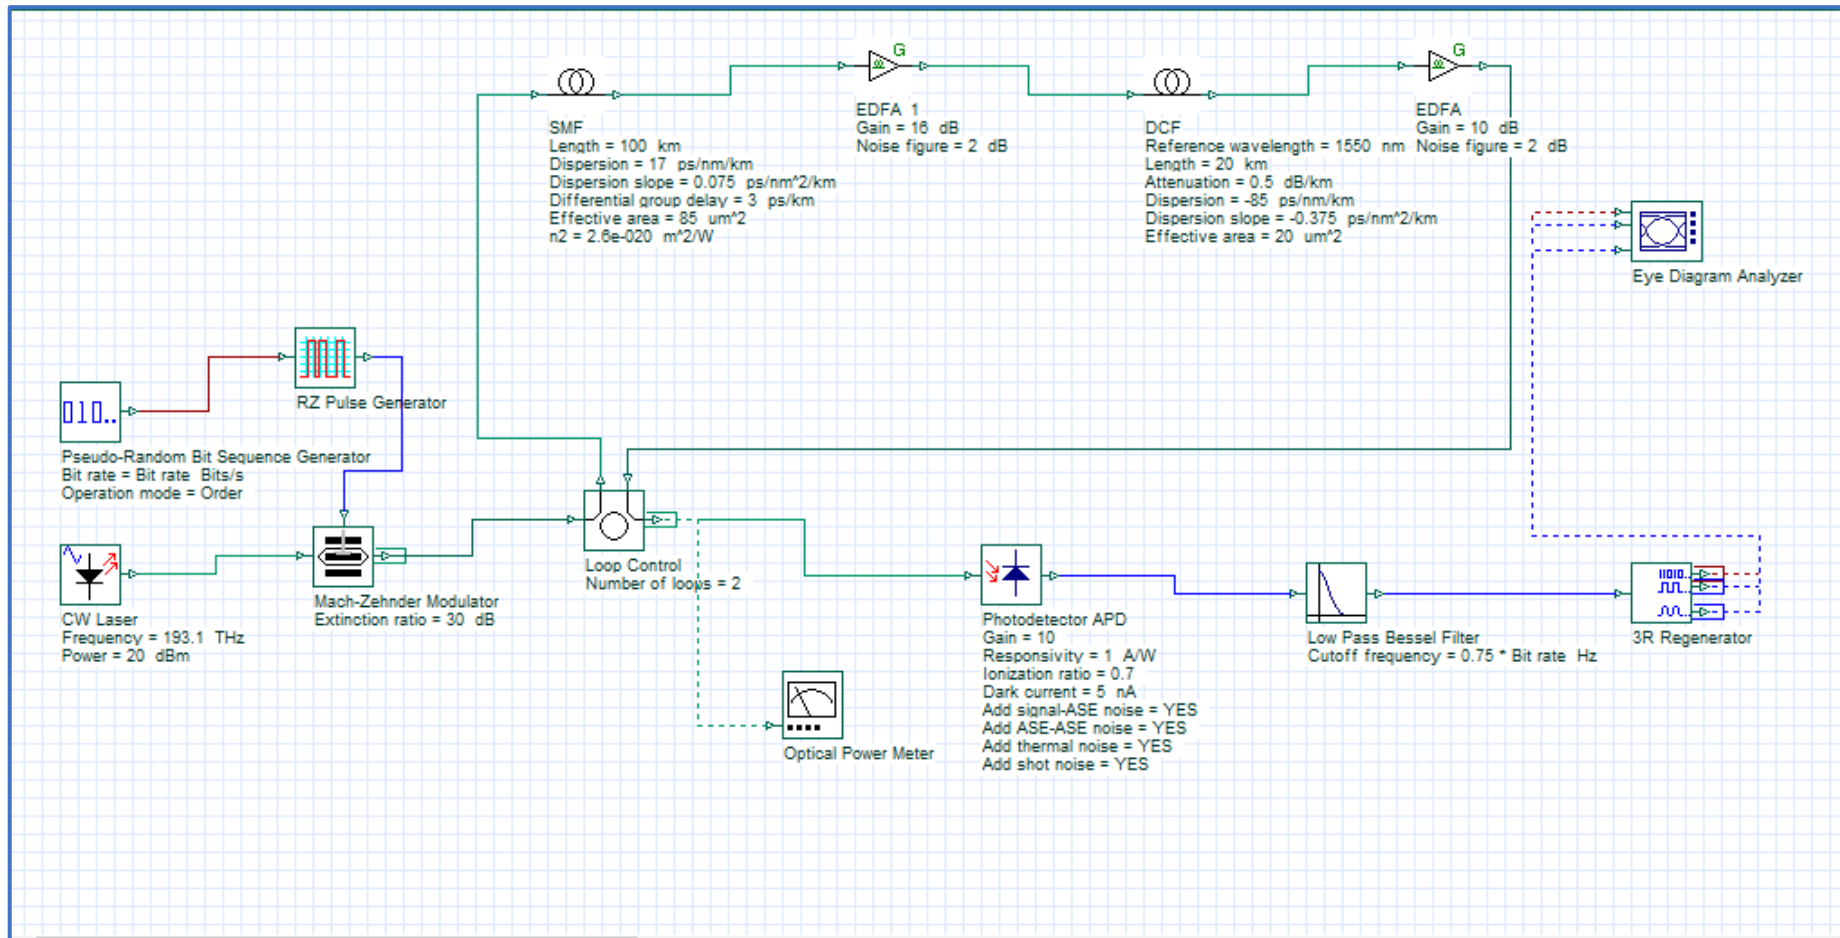 G
G
SMF
Length = 100 km
Dispersion = 17 ps/nm/km
Dispersion slope = 0.075 ps/nm^2/km
Differential group delay = 3 ps/km
Effective area = 85 um^2
n2 = 2.6e-020 m^2/W
EDFA 1
Gain = 16 dB
Noise figure = 2 dB
DCF
Reference wavelength = 1550 nm
Length = 20 km
Attenuation = 0.5 dB/km
Dispersion = -85 ps/nm/km
Dispersion slope = -0.375 ps/nm^2/km
Effective area = 20 um^2
EDFA
Gain = 10 dB
Noise figure = 2 dB
Eye Diagram Analyzer
RZ Pulse Generator
010..
Pseudo-Random Bit Sequence Generator
Bit rate = Bit rate Bits/s
Operation mode = Order
CW Laser
Frequency = 193.1 THz
Power = 20 dBm
Mach-Zehnder Modulator
Extinction ratio = 30 dB
Loop Control
Number of loops = 2
Optical Power Meter
Photodetector APD
Gain = 10
Responsivity = 1 A/W
Ionization ratio = 0.7
Dark current = 5 nA
Add signal-ASE noise = YES
Add ASE-ASE noise = YES
Add thermal noise = YES
Add shot noise = YES
Low Pass Bessel Filter
Cutoff frequency = 0.75 * Bit rate Hz
11010..
3R Regenerator